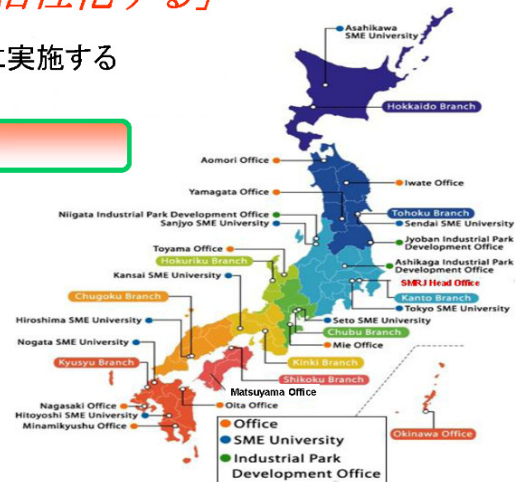 活性化する」
に実施する
Asahikawa
SME University
Hokkaido Branch
Aomori Office
Iwate Office
Yamagata Office
Tohoku Branch
Niigata Industrial Park Development Office
Sendai SME University
Sanjyo SME University
Jyoban Industrial Park
Development Office
Toyama Office
Hokuriku Branch
Ashikaga Industrial Park
Development Office
Kansai SME University
SMRJ Head Office
Chugoku Branch
Kanto Branch
Tokyo SME University
Hiroshima SME University
Seto SME University
Chubu Branch
Nogata SME University
Mie Office
Kyusyu Branch
Kinki Branch
Shikoku Branch
Matsuyama Office
Nagasaki Office
Oita Office
Hitoyoshi SME University
Minamikyushu Office
Okinawa Office
Office
SME University
Industrial Park
Development Office